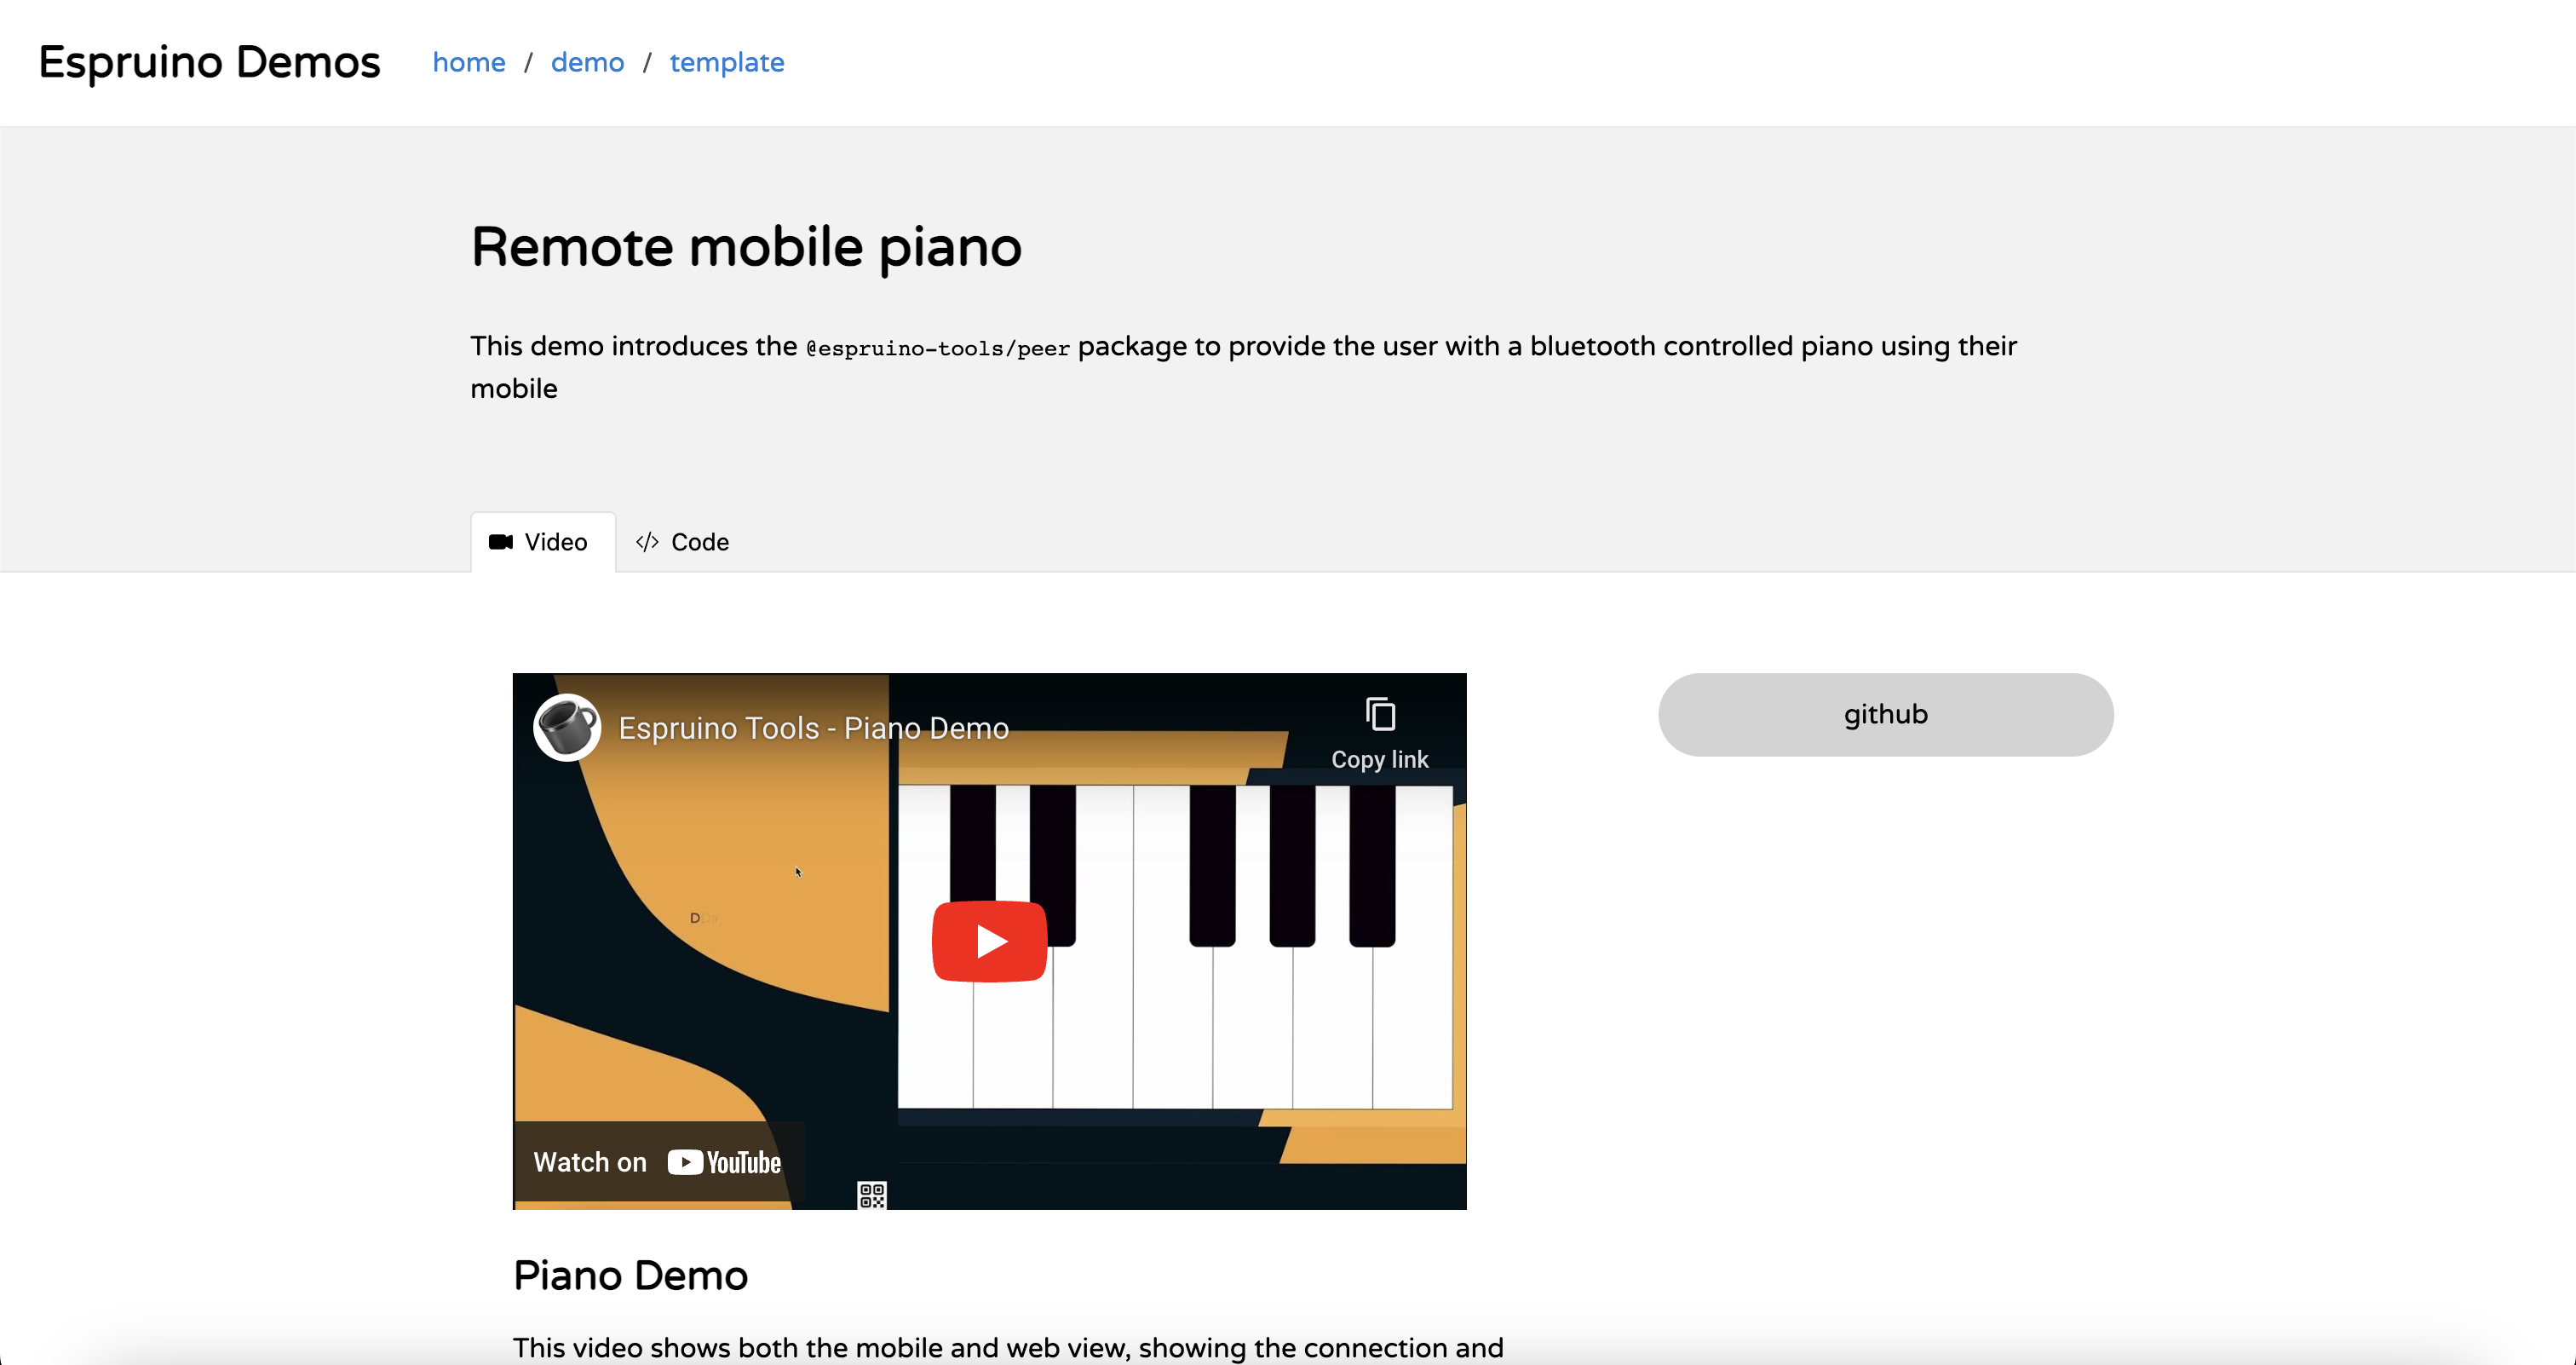 Espruino Demos home / demo / template
Remote mobile piano
This demo introduces the @espruino-tools/peer package to provide the user with a bluetooth controlled piano using their
mobile
Video </> Code
Espruino Tools - Piano Demo
Copy link
github
D
Watch on YouTube
Piano Demo
This video shows both the mobile and web view, showing the connection and